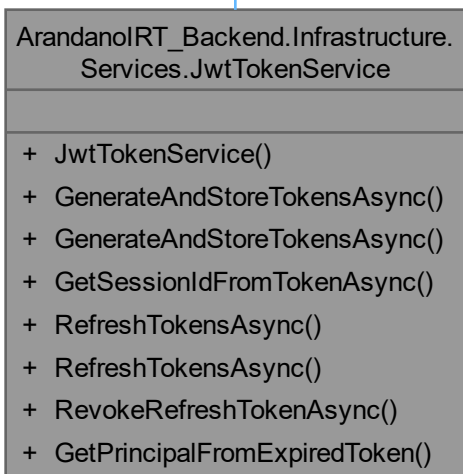 ArandanoIRT_Backend.Infrastructure.
Services.JwtTokenService
+ JwtTokenService()
+ GenerateAndStoreTokensAsync()
+ GenerateAndStoreTokensAsync()
+ GetSessionIdFromTokenAsync()
+ RefreshTokensAsync()
+ RefreshTokensAsync()
+ RevokeRefreshTokenAsync()
+ GetPrincipalFromExpiredToken()